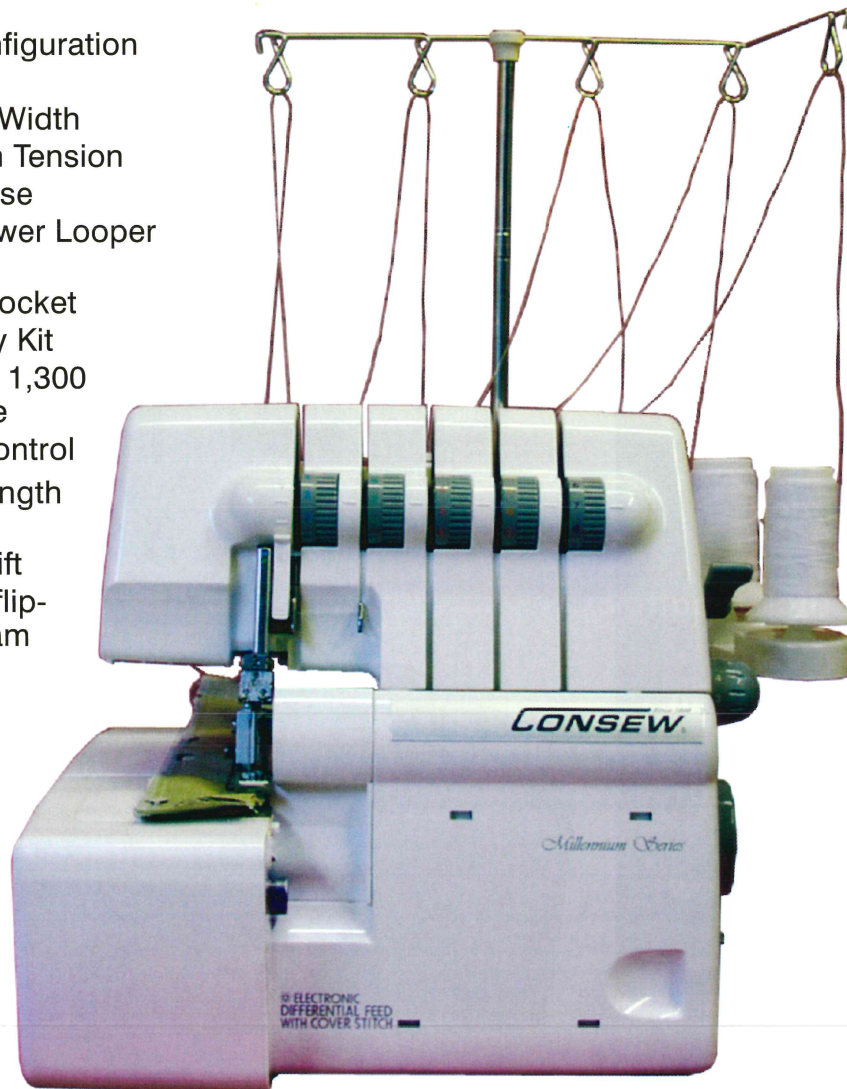 nfiguration
Width
n Tension
se
wer Looper
ocket
y Kit
1,300
e
ontrol
ngth
ift
flip-
am
CONSEW
Millennium Series
ELECTRONIC
DIFFERENTIAL FEED
WITH COVER STITCH